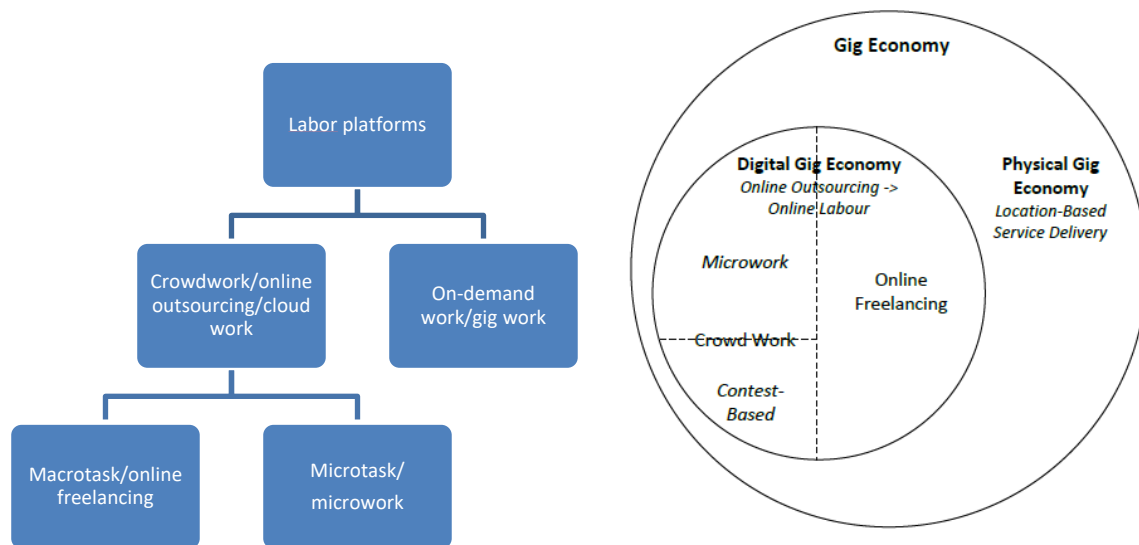 Labor platforms
Crowdwork/online
outsourcing/cloud
work
On-demand
work/gig work
Macrotask/online
freelancing
Microtask/
microwork
Gig Economy
Digital Gig Economy
Online Outsourcing ->
Online Labour
Physical Gig
Economy
Location-Based
Service Delivery
Microwork
Online
Freelancing
Crowd Work
Contest-
Based